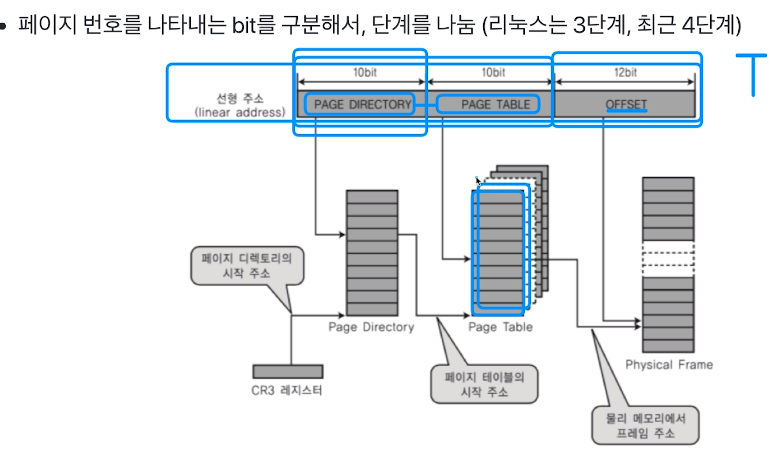 • 페이지 번호를 나타내는 bit를 구분해서, 단계를 나눔 (리눅스는 3단계, 최근 4단계)
10bit 10bit 12bit
선형 주소
(linear address)
PAGE DIRECTORY PAGE TABLE OFFSET
페이지 디렉토리의
시작 주소
Page Directory
Page Table
Physical Frame
CR3 레지스터
페이지 테이블의
시작 주소
물리 메모리에서
프레임 주소